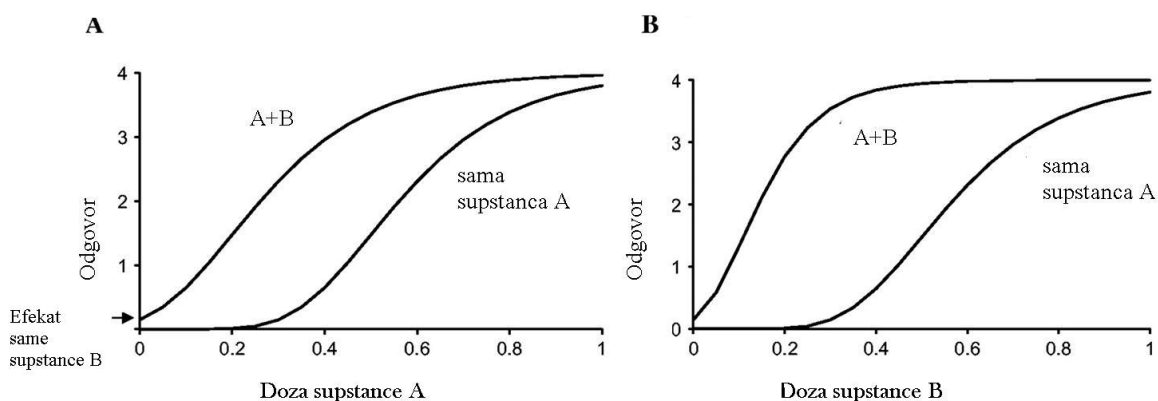 A
4
3
2
1
Odgovor
A+B
sama
supstanca A
Efekat
same
supstance B
0 0.2 0.4 0.6 0.8 1
Doza supstance A
B
4
3
2
1
0
Odgovor
A+B
sama
supstanca A
0 0.2 0.4 0.6 0.8 1
Doza supstance B